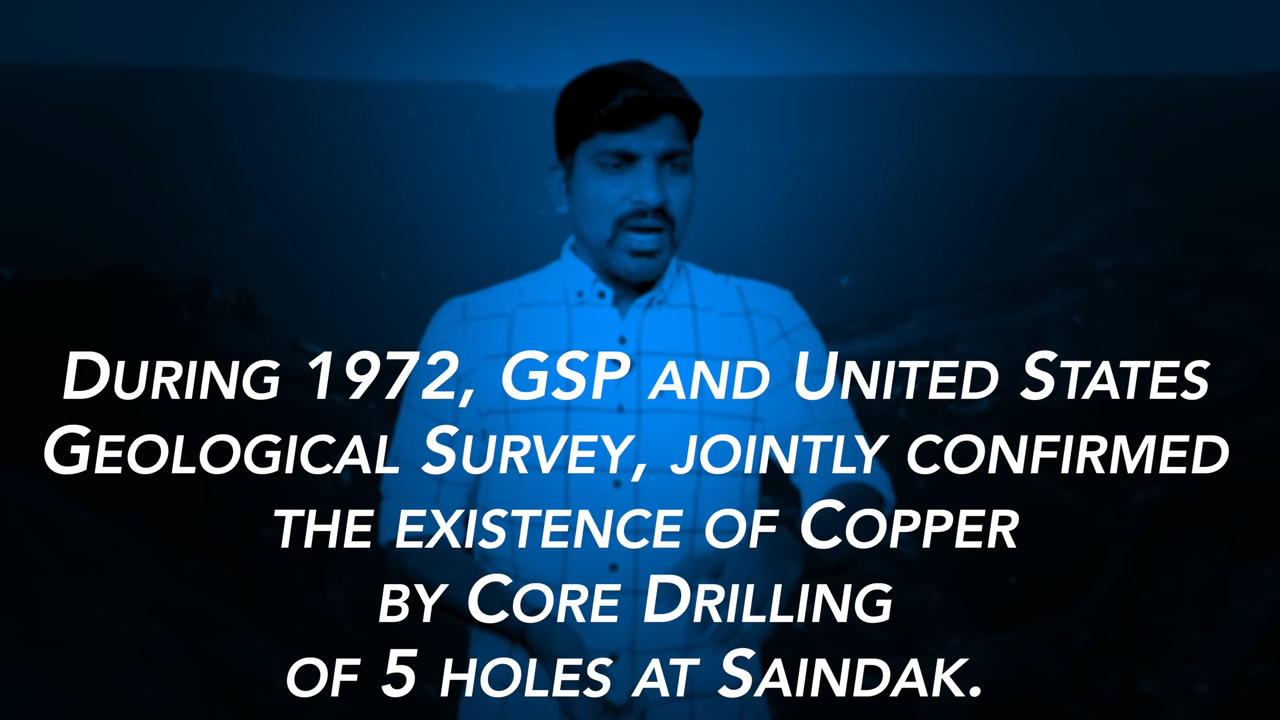 During 1972, GSP and United States
Geological Survey, jointly confirmed
the existence of Copper
by Core Drilling
of 5 holes at Saindak.